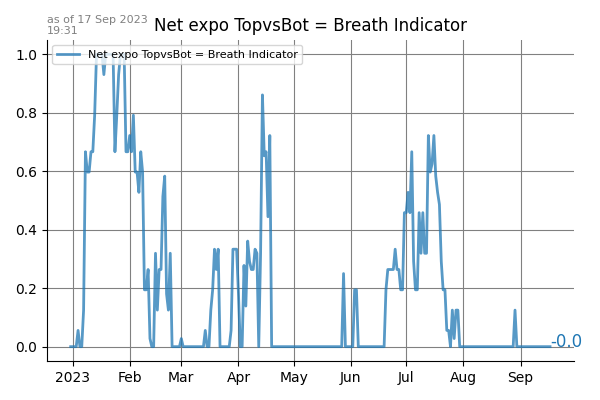 as of 17 Sep 2023
19:31
Net expo TopvsBot = Breath Indicator
Net expo TopvsBot = Breath Indicator
1.0
0.8
0.6
0.4
0.2
0.0
-0.0
2023 Feb Mar Apr May Jun Jul Aug Sep